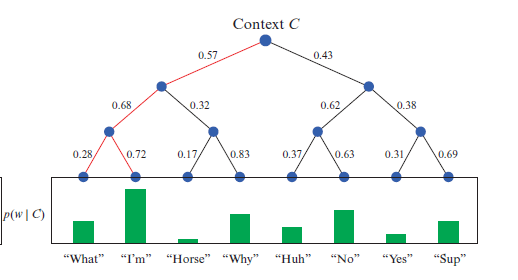 Context C
0.57 0.43
0.68 0.32 0.62 0.38
0.28 0.72 0.17 0.83 0.37 0.63 0.31 0.69
p(w | C)
“What” “I’m” “Horse” “Why” “Huh” “No” “Yes” “Sup”